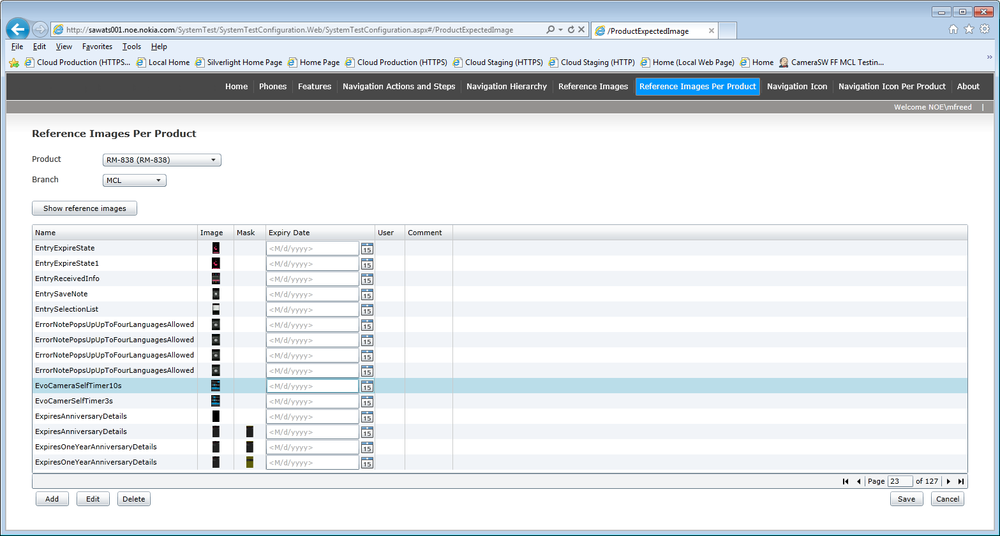 http://sawats001.noe.nokia.com/SystemTest/SystemTestConfiguration.Web/SystemTestConfiguration.aspx#/ProductExpectedImage
/ProductExpectedImage
File Edit View Favorites Tools Help
Cloud Production (HTTPS... Local Home Silverlight Home Page Home Page Cloud Production (HTTPS) Cloud Staging (HTTPS) Cloud Staging (HTTP) Home (Local Web Page) Home CameraSW FF MCL Testin...
Home Phones Features Navigation Actions and Steps Navigation Hierarchy Reference Images Reference Images Per Product Navigation Icon Navigation Icon Per Product About
Welcome NOE\mfreed |
Reference Images Per Product
Product RM-838 (RM-838)
Branch MCL
Show reference images
Name Image Mask Expiry Date User Comment
EntryExpireState <M/d/yyyy> 15
EntryExpireState1 <M/d/yyyy> 15
EntryReceivedInfo <M/d/yyyy> 15
EntrySaveNote <M/d/yyyy> 15
EntrySelectionList <M/d/yyyy> 15
ErrorNotePopsUpUpToFourLanguagesAllowed <M/d/yyyy> 15
ErrorNotePopsUpUpToFourLanguagesAllowed <M/d/yyyy> 15
ErrorNotePopsUpUpToFourLanguagesAllowed <M/d/yyyy> 15
ErrorNotePopsUpUpToFourLanguagesAllowed <M/d/yyyy> 15
EvoCameraSelfTimer10s <M/d/yyyy> 15
EvoCamerSelfTimer3s <M/d/yyyy> 15
ExpiresAnniversaryDetails <M/d/yyyy> 15
ExpiresAnniversaryDetails <M/d/yyyy> 15
ExpiresOneYearAnniversaryDetails <M/d/yyyy> 15
ExpiresOneYearAnniversaryDetails <M/d/yyyy> 15
Page 23 of 127
Add Edit Delete Save Cancel